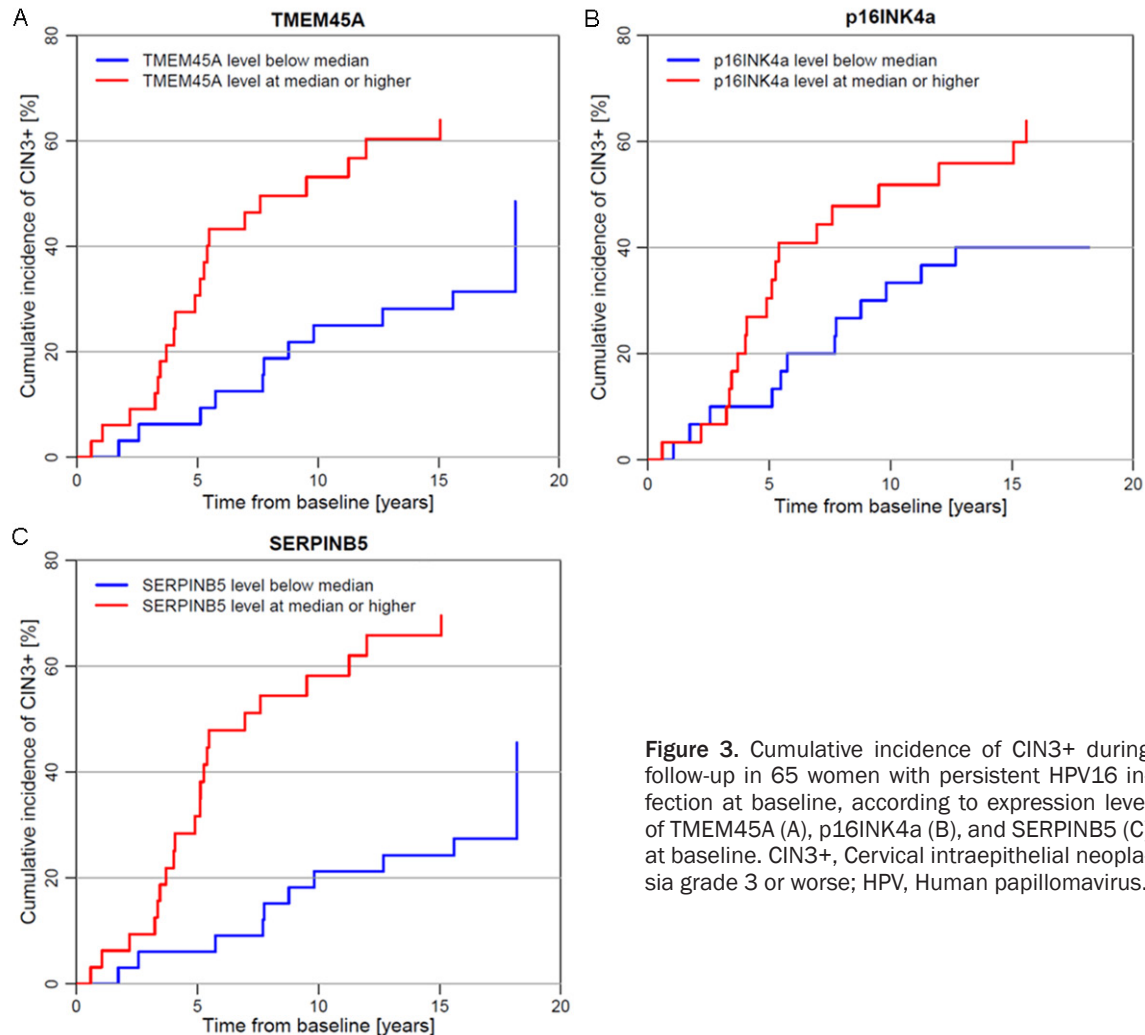 A
TMEM45A
TMEM45A level below median
TMEM45A level at median or higher
Cumulative incidence of CIN3+ [%]
80
60
40
20
0
0 5 10 15 20
Time from baseline [years]
B
p16INK4a
p16INK4a level below median
p16INK4a level at median or higher
Cumulative incidence of CIN3+ [%]
80
60
40
20
0
0 5 10 15 20
Time from baseline [years]
C
SERPINB5
SERPINB5 level below median
SERPINB5 level at median or higher
Cumulative incidence of CIN3+ [%]
80
60
40
20
0
0 5 10 15 20
Time from baseline [years]
Figure 3. Cumulative incidence of CIN3+ during
follow-up in 65 women with persistent HPV16 in-
fection at baseline, according to expression level
of TMEM45A (A), p16INK4a (B), and SERPINB5 (C)
at baseline. CIN3+, Cervical intraepithelial neopla-
sia grade 3 or worse; HPV, Human papillomavirus.